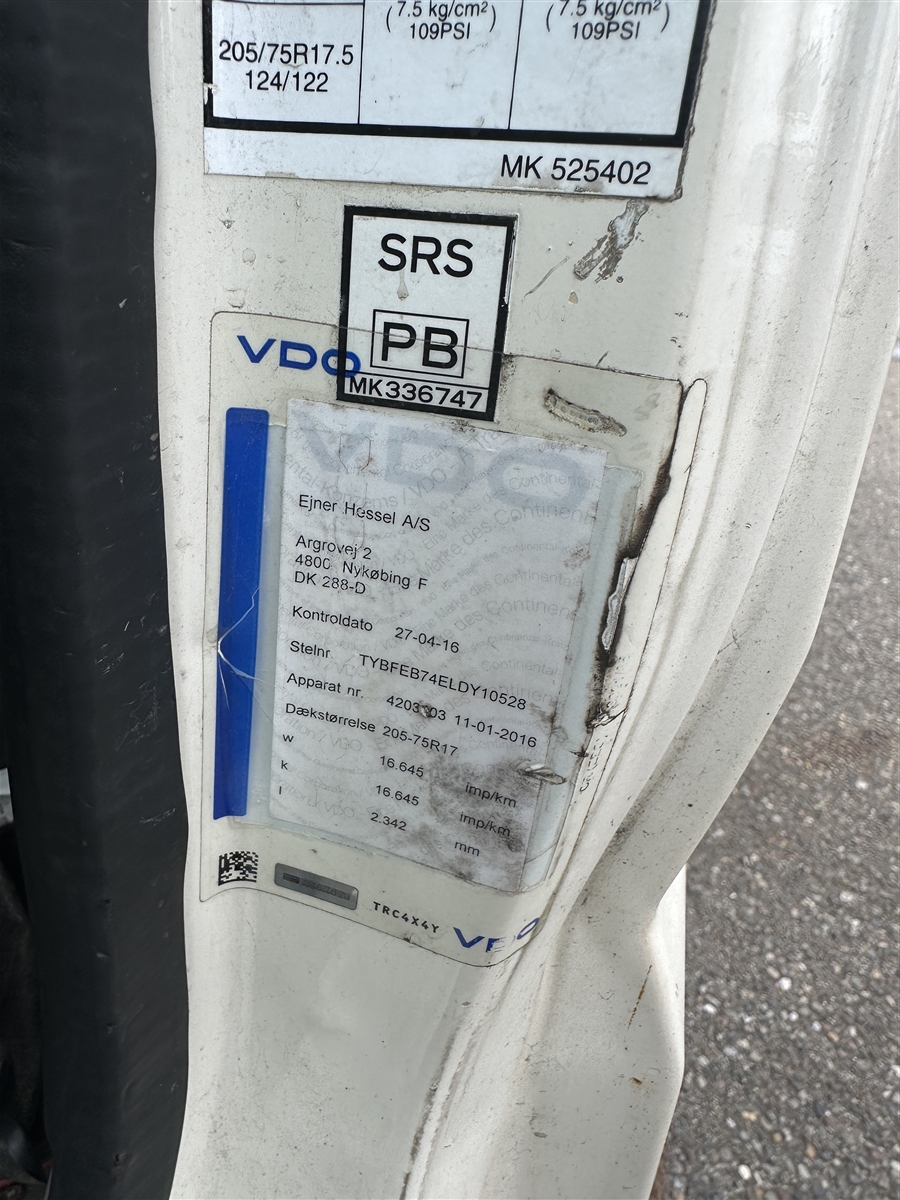 (7.5 kg/cm²) (7.5 kg/cm²)
109PSI 109PSI
205/75R17.5
124/122
MK 525402
SRS
PB
MK336747
VDO
VDO
Ejner Hessel A/S
Argrovej 2
4800 Nykøbing F
DK 288-D
Kontroldato 27-04-16
Stelnr. TYBFEB74ELDY10528
Apparat nr. 11-01-2016
Dækstørrelse 205-75R17
w 16.645 imp/km
k 16.645 imp/km
l 2.342 mm
TRC4X4Y
VDO